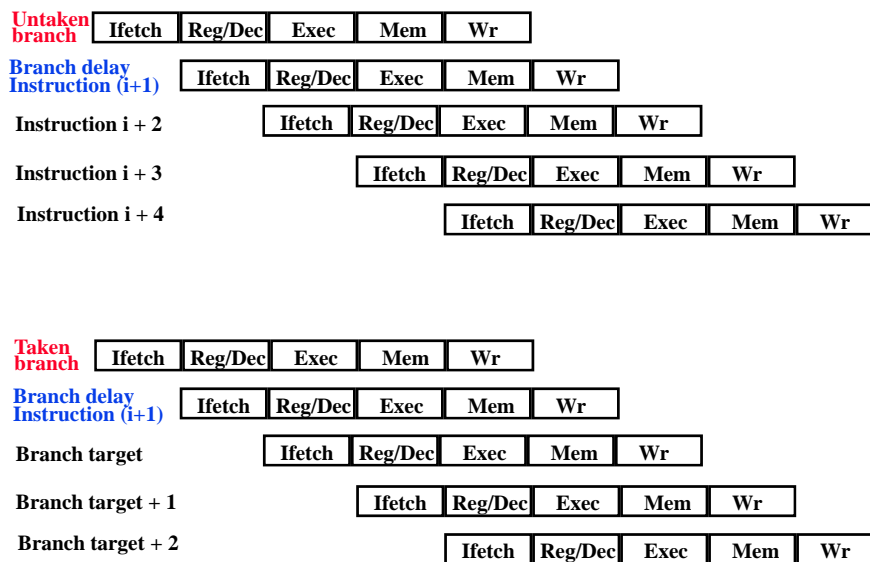 Untaken
branch Ifetch Reg/Dec Exec Mem Wr
Branch delay
Instruction (i+1) Ifetch Reg/Dec Exec Mem Wr
Instruction i + 2 Ifetch Reg/Dec Exec Mem Wr
Instruction i + 3 Ifetch Reg/Dec Exec Mem Wr
Instruction i + 4 Ifetch Reg/Dec Exec Mem Wr
Taken
branch Ifetch Reg/Dec Exec Mem Wr
Branch delay
Instruction (i+1) Ifetch Reg/Dec Exec Mem Wr
Branch target Ifetch Reg/Dec Exec Mem Wr
Branch target + 1 Ifetch Reg/Dec Exec Mem Wr
Branch target + 2 Ifetch Reg/Dec Exec Mem Wr